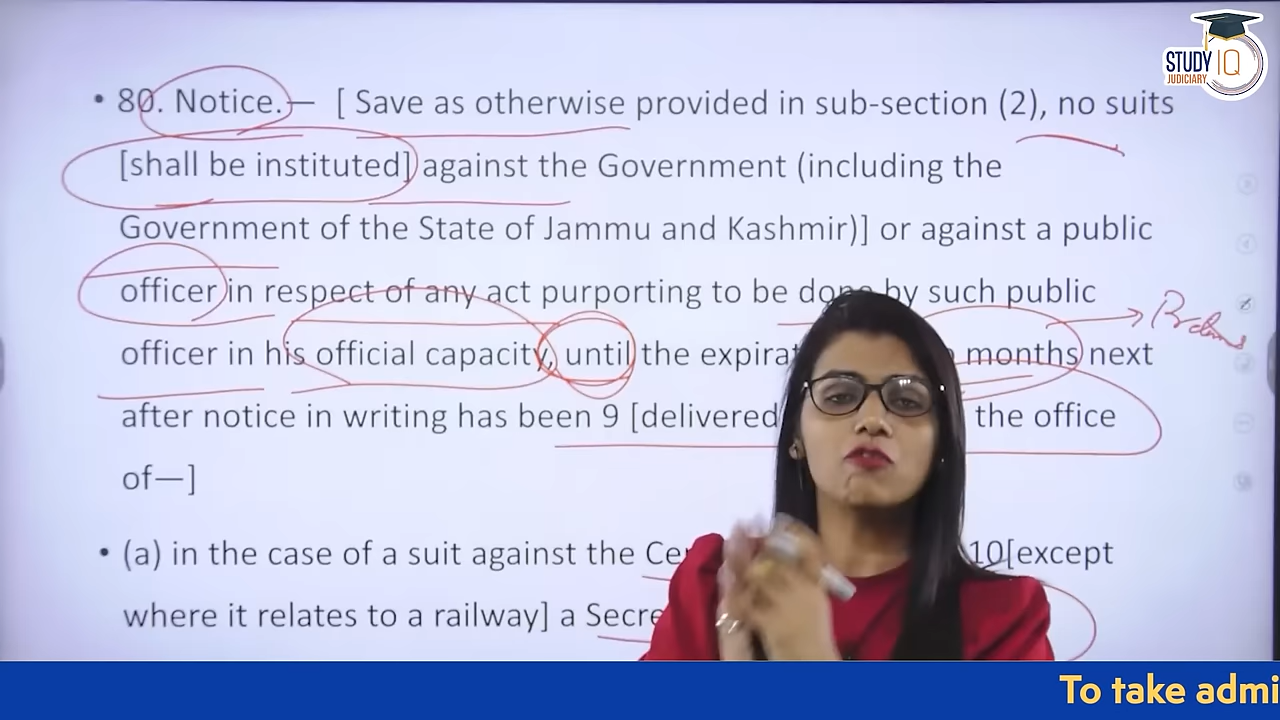 STUDY IQ
JUDICIARY
• 80. Notice.— [ Save as otherwise provided in sub-section (2), no suits
[shall be instituted] against the Government (including the
Government of the State of Jammu and Kashmir)] or against a public
officer in respect of any act purporting to be done by such public
officer in his official capacity, until the expirat months next
after notice in writing has been 9 [delivered the office
of—]
• (a) in the case of a suit against the Ce 10[except
where it relates to a railway] a Secre
To take admi